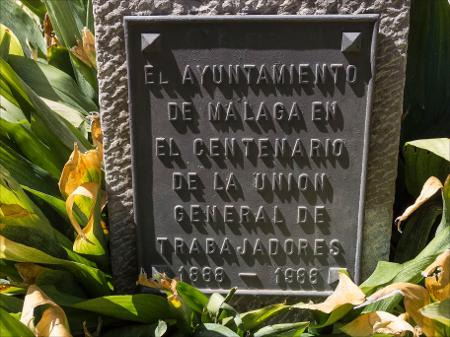 EL AYUNTAMIENTO
DE MALAGA EN
EL CENTENARIO
DE LA UNION
GENERAL DE
TRABAJADORES
1888 - 1988